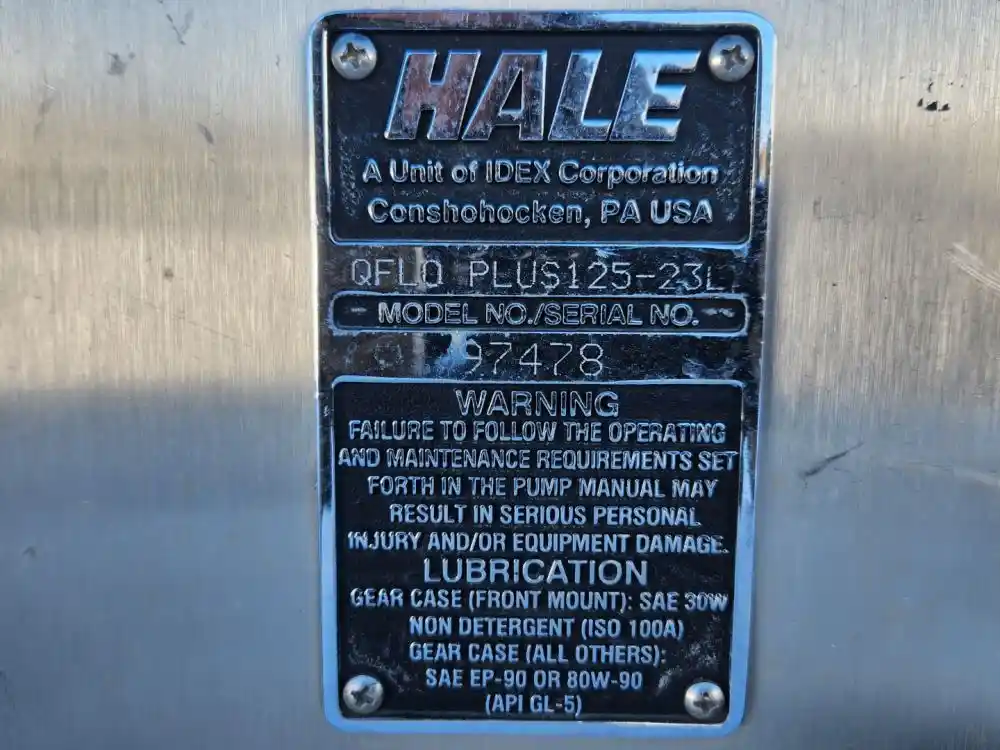 HALE
A Unit of IDEX Corporation
Conshohocken, PA USA
QFLO PLUS125-23L
MODEL NO./SERIAL NO.
97478
WARNING
FAILURE TO FOLLOW THE OPERATING
AND MAINTENANCE REQUIREMENTS SET
FORTH IN THE PUMP MANUAL MAY
RESULT IN SERIOUS PERSONAL
INJURY AND/OR EQUIPMENT DAMAGE.
LUBRICATION
GEAR CASE (FRONT MOUNT): SAE 30W
NON DETERGENT (ISO 100A)
GEAR CASE (ALL OTHERS):
SAE EP-90 OR 80W-90
(API GL-5)